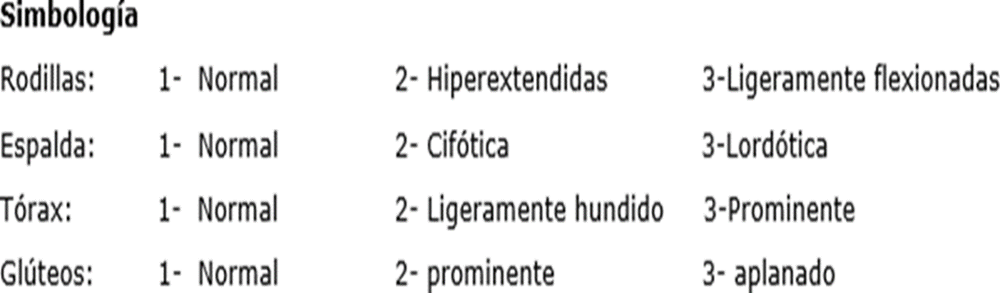 Simbología
Rodillas: 1- Normal 2- Hiperextendidas 3-Ligeramente flexionadas
Espalda: 1- Normal 2- Cifótica 3-Lordótica
Tórax: 1- Normal 2- Ligeramente hundido 3-Prominente
Glúteos: 1- Normal 2- prominente 3- aplanado